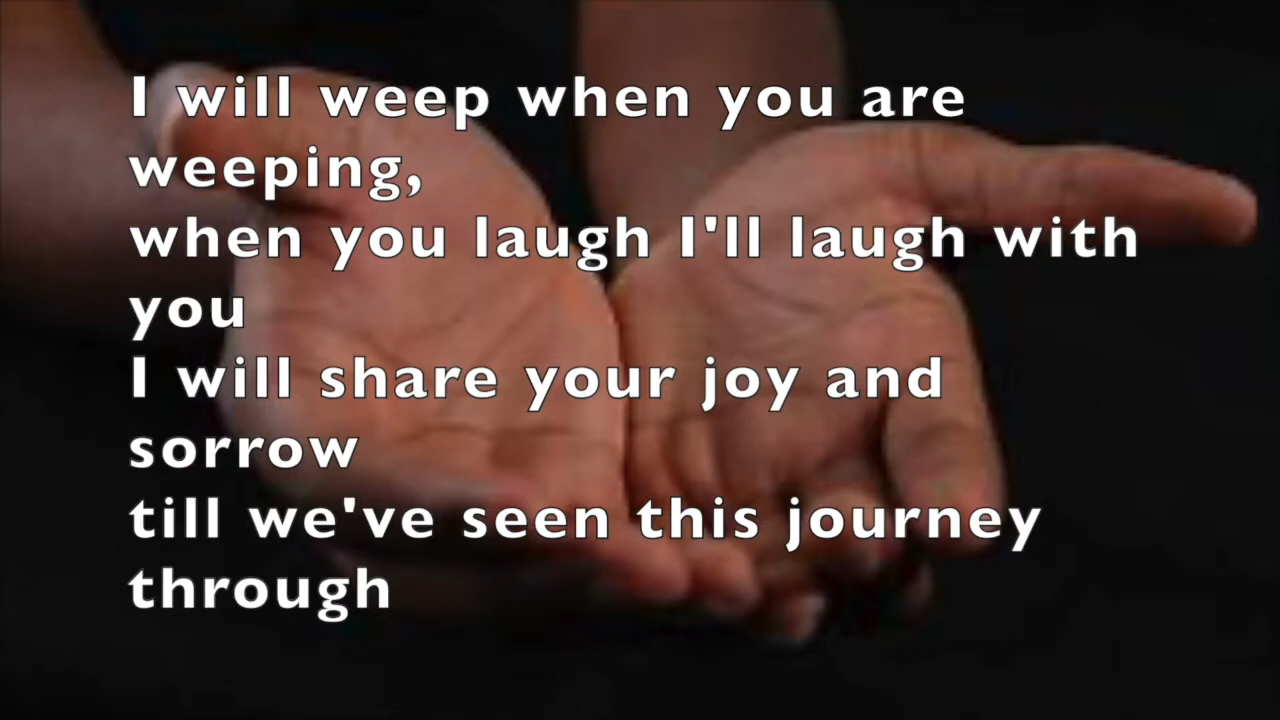 I will weep when you are
weeping,
when you laugh I'll laugh with
you
I will share your joy and
sorrow
till we've seen this journey
through